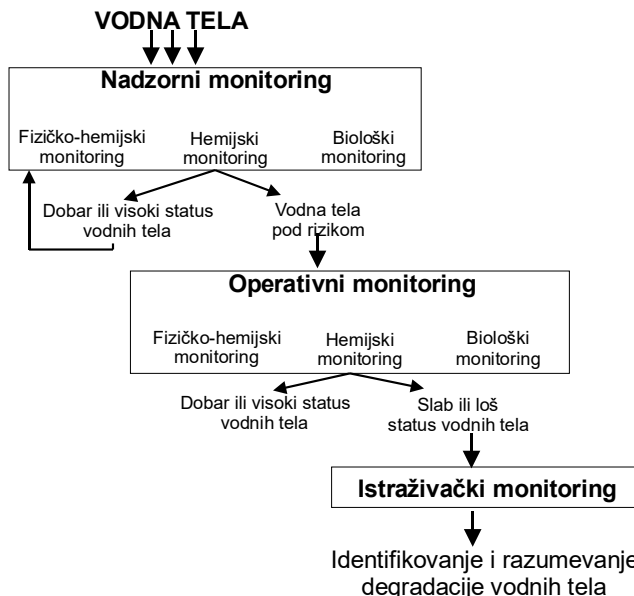 VODNA TELA
Nadzorni monitoring
Fizičko-hemijski
monitoring
Hemijski
monitoring
Biološki
monitoring
Dobar ili visoki status
vodnih tela
Vodna tela
pod rizikom
Operativni monitoring
Fizičko-hemijski
monitoring
Hemijski
monitoring
Biološki
monitoring
Dobar ili visoki status
vodnih tela
Slab ili loš
status vodnih tela
Istraživački monitoring
Identifikovanje i razumevanje
degradacije vodnih tela